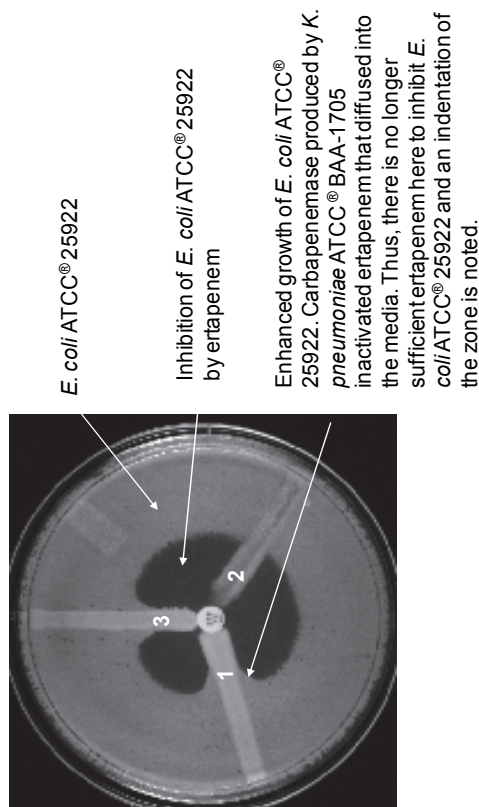 E. coli ATCC® 25922
Inhibition of E. coli ATCC® 25922
by ertapenem
Enhanced growth of E. coli ATCC®
25922. Carbapenemase produced by K.
pneumoniae ATCC® BAA-1705
inactivated ertapenem that diffused into
the media. Thus, there is no longer
sufficient ertapenem here to inhibit E.
coli ATCC® 25922 and an indentation of
the zone is noted.
3
2
1